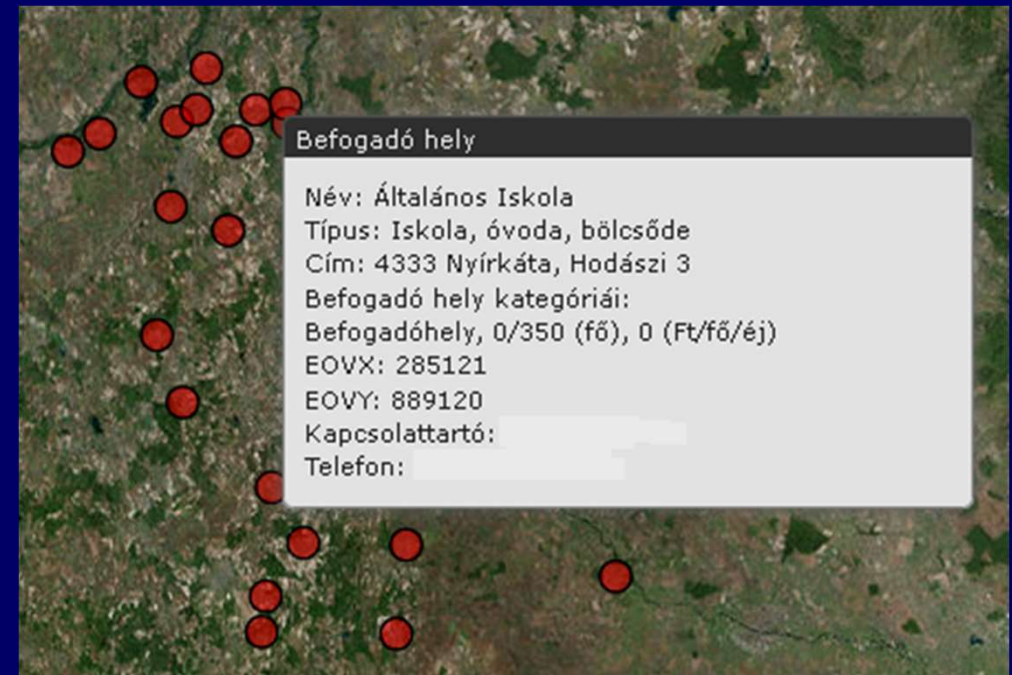 Befogadó hely
Név: Általános Iskola
Típus: Iskola, óvoda, bölcsőde
Cím: 4333 Nyírkáta, Hodászi 3
Befogadó hely kategóriái:
Befogadóhely, 0/350 (fő), 0 (Ft/fő/éj)
EOVX: 285121
EOVY: 889120
Kapcsolattartó:
Telefon: